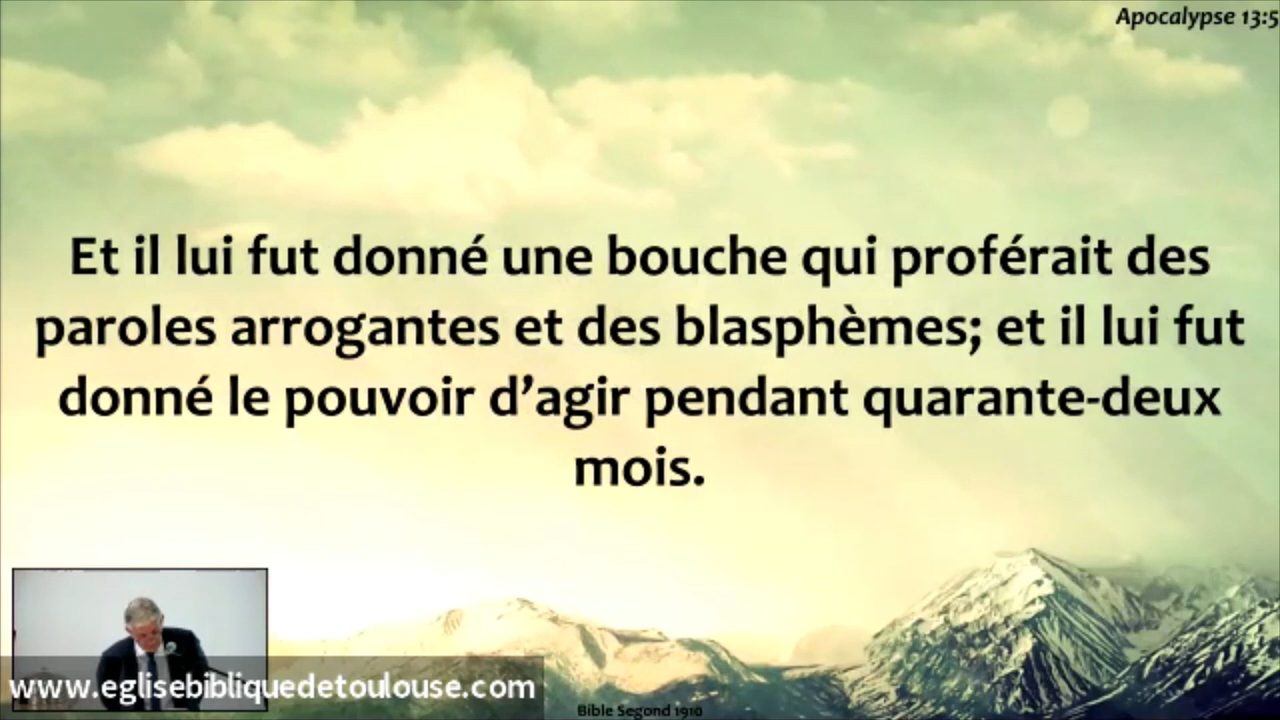 Apocalypse 13:5
Et il lui fut donné une bouche qui proférait des
paroles arrogantes et des blasphèmes; et il lui fut
donné le pouvoir d’agir pendant quarante-deux
mois.
www.eglisebibliquedetoulouse.com
Bible Segond 1910